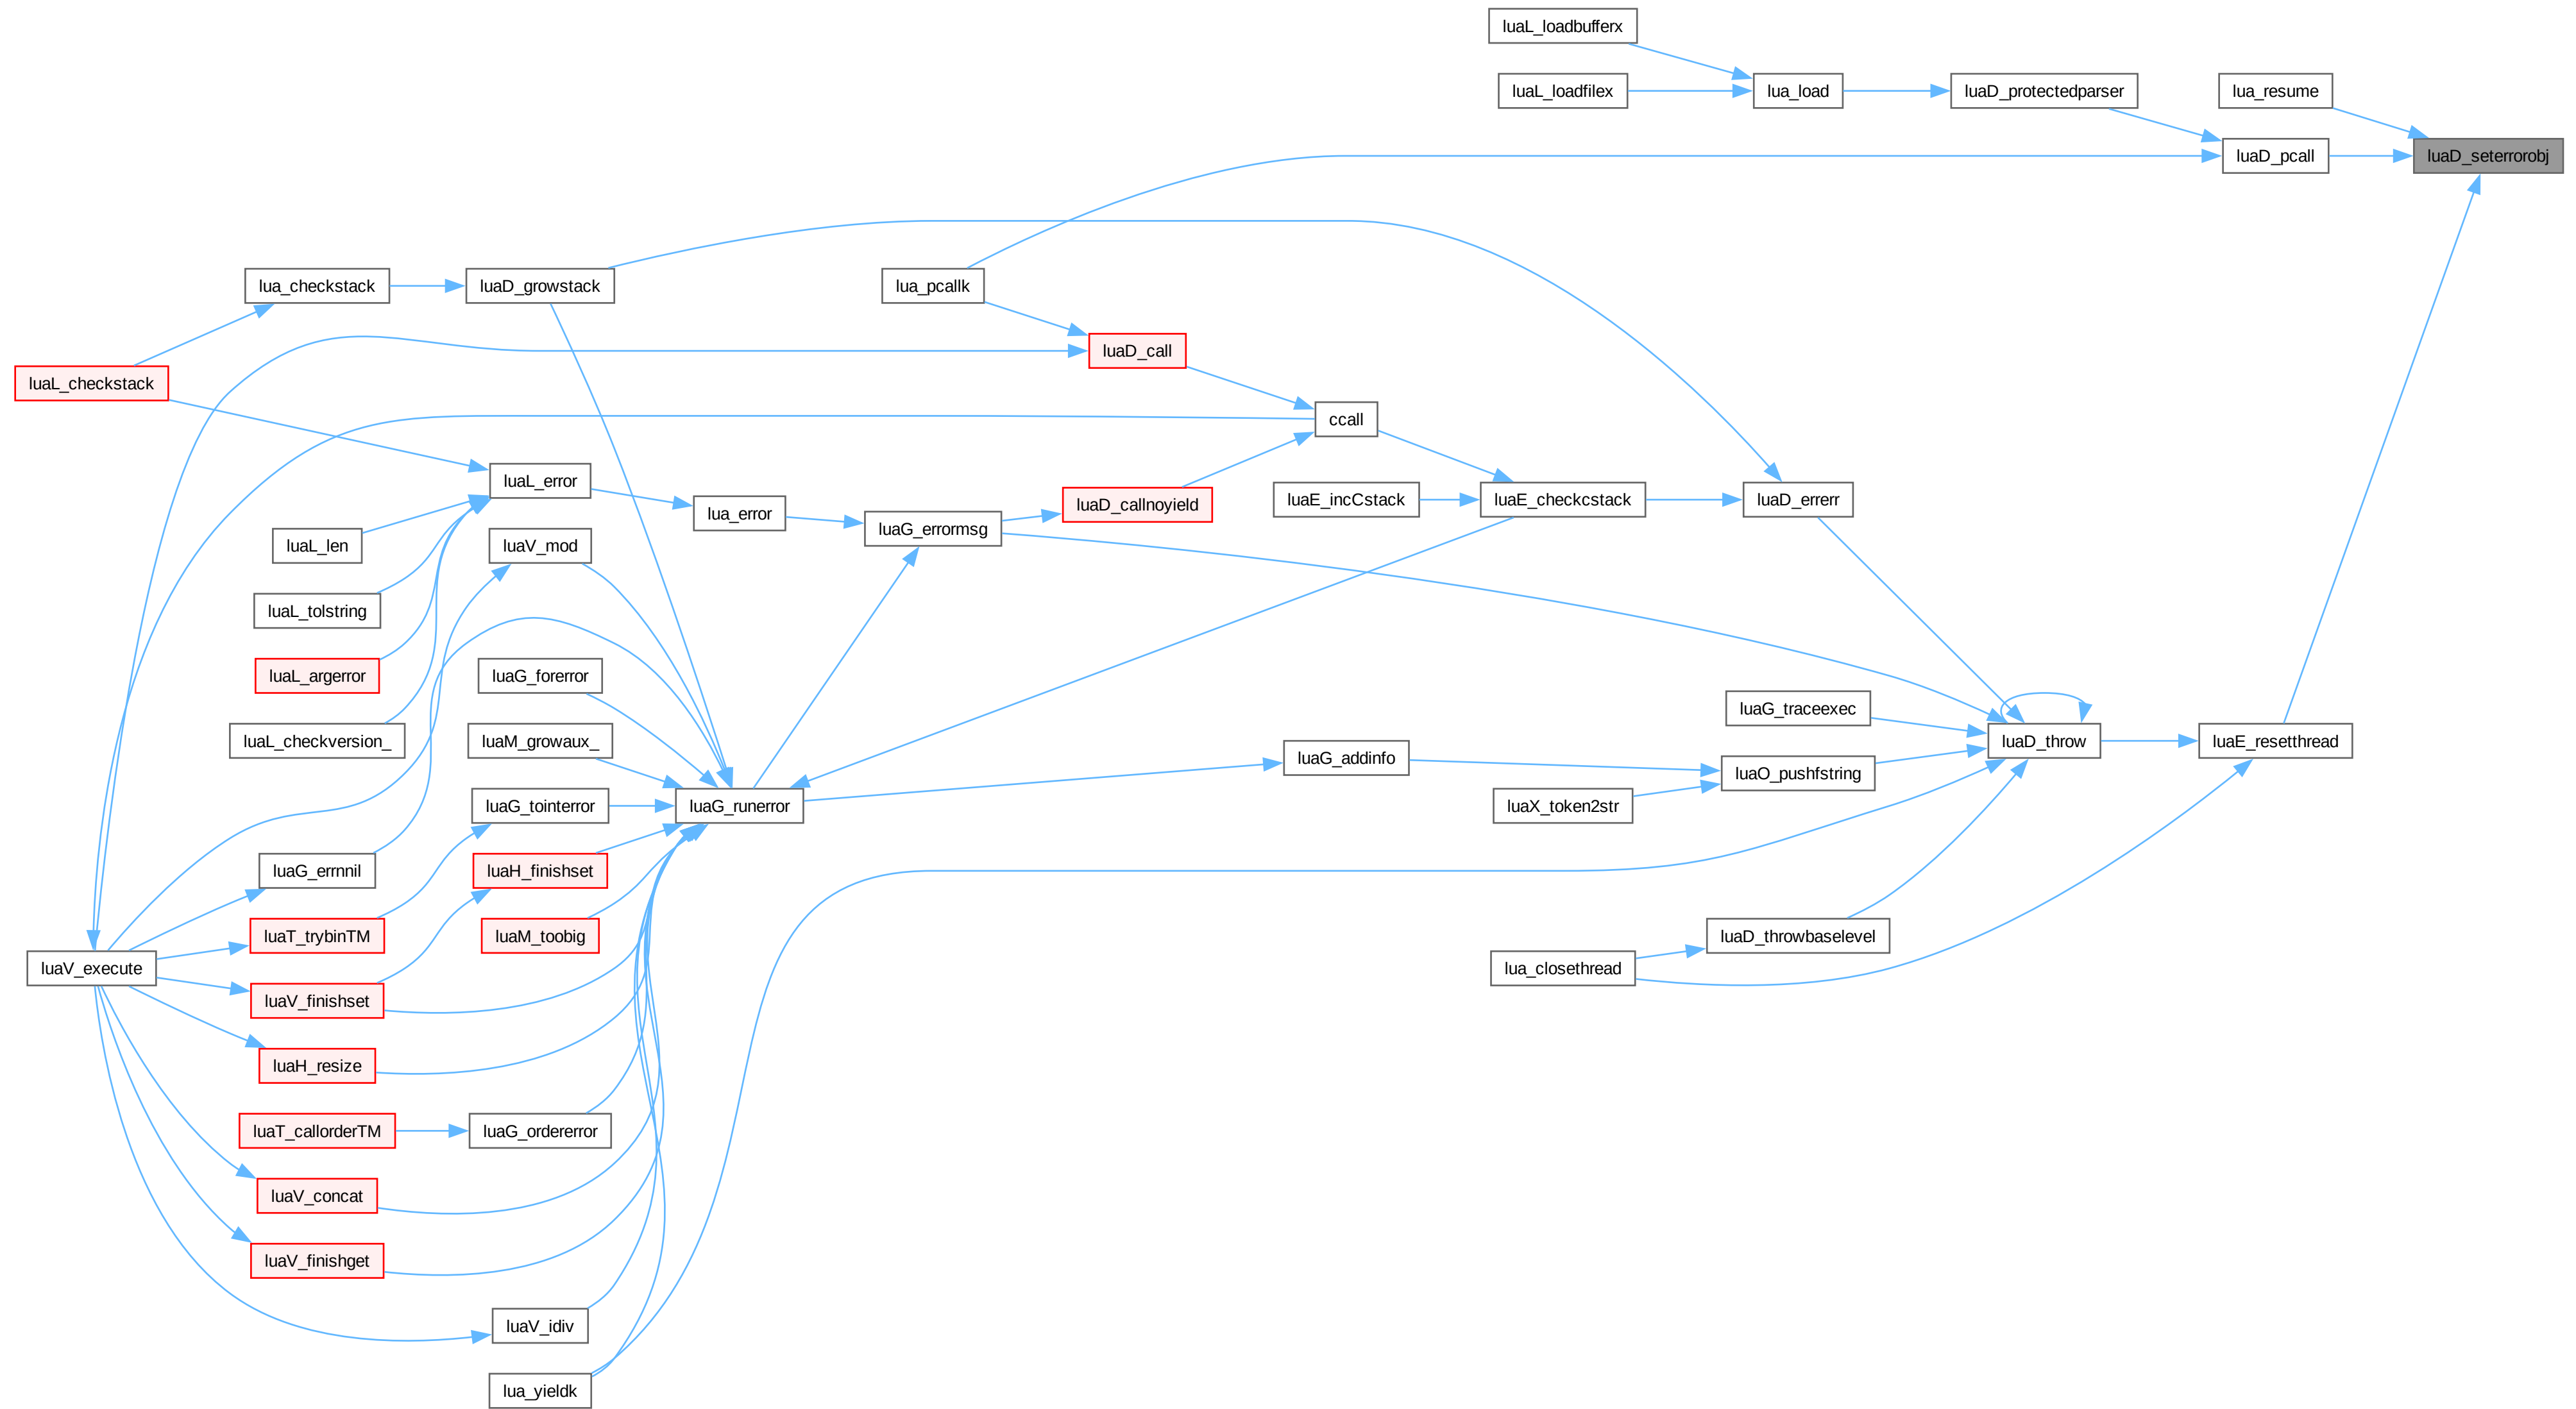 luaL_loadbufferx
luaL_loadfilex
lua_load
luaD_protectedparser
lua_resume
luaD_pcall
luaD_seterrorobj
lua_checkstack
luaD_growstack
lua_pcallk
luaD_call
luaL_checkstack
ccall
luaL_error
lua_error
luaD_callnoyield
luaE_incCstack
luaE_checkcstack
luaD_errerr
luaG_errormsg
luaL_len
luaV_mod
luaL_tolstring
luaL_argerror
luaG_forerror
luaG_traceexec
luaL_checkversion_
luaM_growaux_
luaG_addinfo
luaD_throw
luaE_resetthread
luaO_pushfstring
luaG_tointerror
luaG_runerror
luaX_token2str
luaG_errnnil
luaH_finishset
luaT_trybinTM
luaM_toobig
luaD_throwbaselevel
luaV_execute
lua_closethread
luaV_finishset
luaH_resize
luaT_callorderTM
luaG_ordererror
luaV_concat
luaV_finishget
luaV_idiv
lua_yieldk